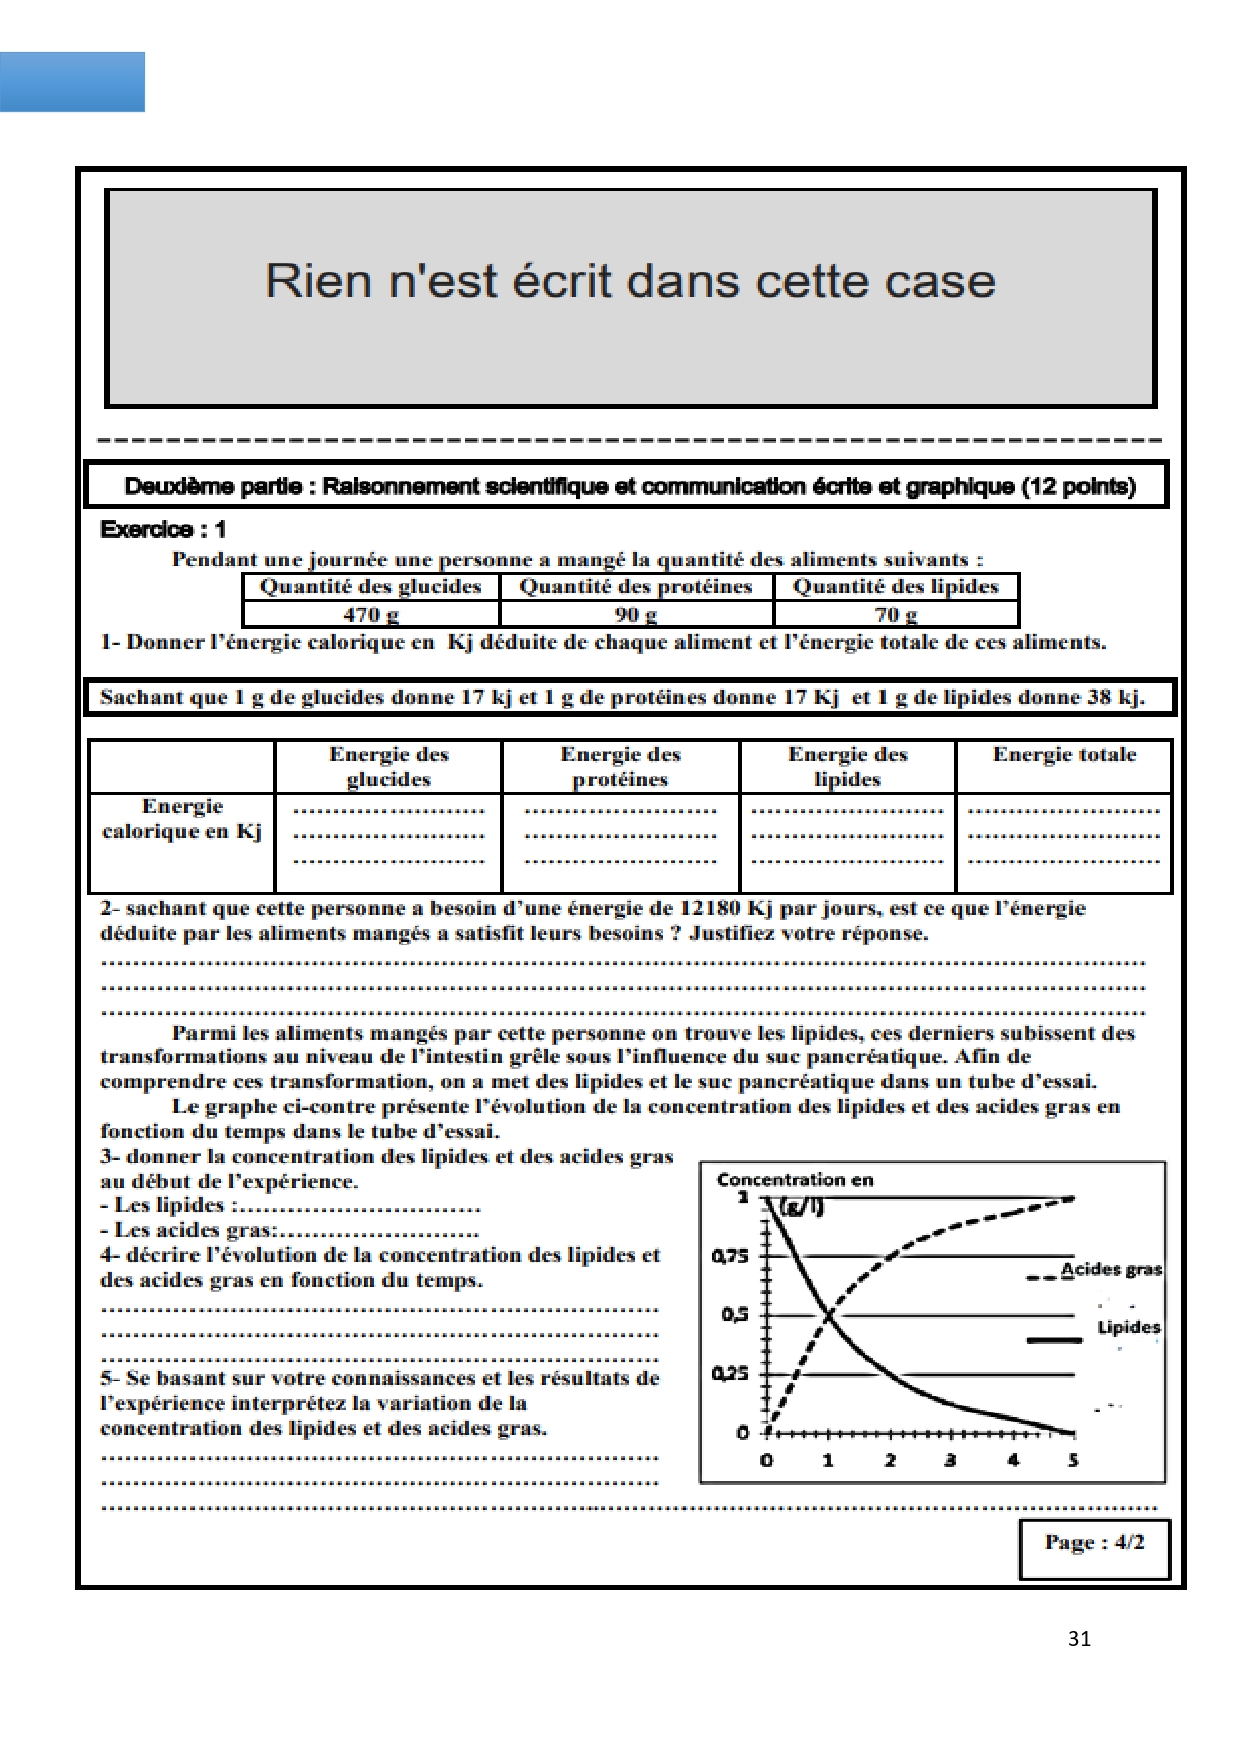 Rien n'est écrit dans cette case
Deuxième partie : Raisonnement scientifique et communication écrite et graphique (12 points)
Exercice : 1
Pendant une journée une personne a mangé la quantité des aliments suivants :
Quantité des glucides Quantité des protéines Quantité des lipides
470 g 90 g 70 g
1- Donner l'énergie calorique en Kj déduite de chaque aliment et l'énergie totale de ces aliments.
Sachant que 1 g de glucides donne 17 kj et 1 g de protéines donne 17 Kj et 1 g de lipides donne 38 kj.
Energie des glucides Energie des protéines Energie des lipides Energie totale
Energie calorique en Kj
2- sachant que cette personne a besoin d'une énergie de 12180 Kj par jours, est ce que l'énergie
déduite par les aliments mangés a satisfit leurs besoins ? Justifiez votre réponse.
Parmi les aliments mangés par cette personne on trouve les lipides, ces derniers subissent des
transformations au niveau de l'intestin grêle sous l'influence du suc pancréatique. Afin de
comprendre ces transformation, on a met des lipides et le suc pancréatique dans un tube d'essai.
Le graphe ci-contre présente l'évolution de la concentration des lipides et des acides gras en
fonction du temps dans le tube d'essai.
3- donner la concentration des lipides et des acides gras
au début de l'expérience.
- Les lipides :…………………………
- Les acides gras:…………………….
4- décrire l'évolution de la concentration des lipides et
des acides gras en fonction du temps.
5- Se basant sur votre connaissances et les résultats de
l'expérience interprétez la variation de la
concentration des lipides et des acides gras.
Concentration en
(g/l)
1
0,75
0,5
0,25
0
0 1 2 3 4 5
Acides gras
Lipides
Page : 4/2
31